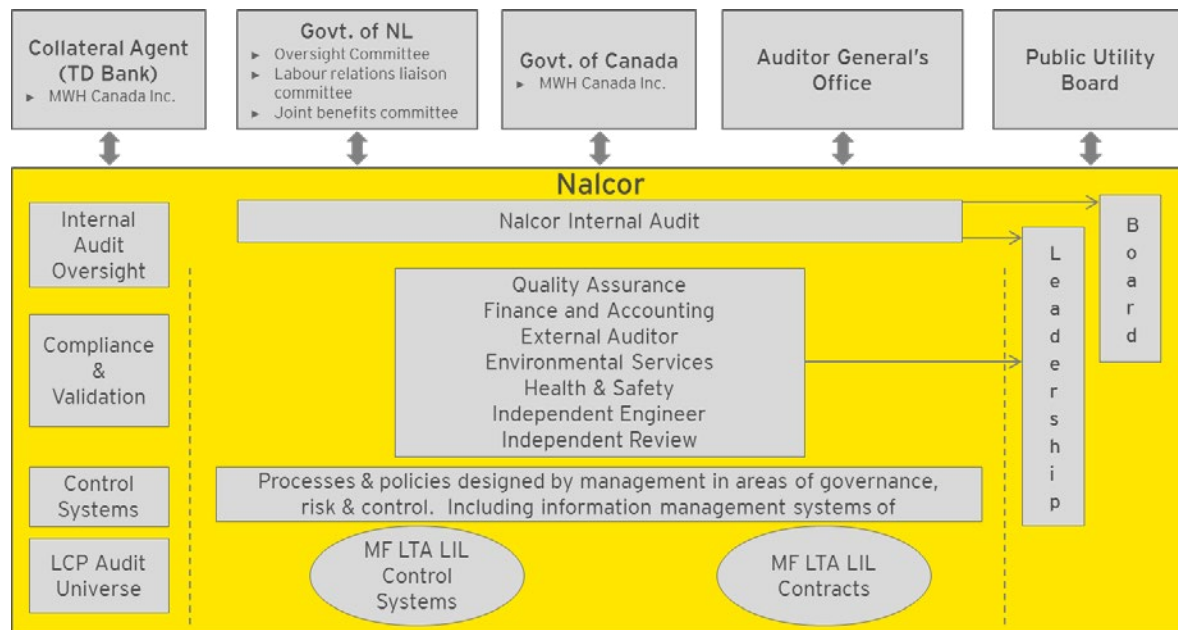 Collateral Agent
(TD Bank)
► MWH Canada Inc.
Govt. of NL
► Oversight Committee
► Labour relations liaison
committee
► Joint benefits committee
Govt. of Canada
► MWH Canada Inc.
Auditor General's
Office
Public Utility
Board
Nalcor
Internal
Audit
Oversight
Nalcor Internal Audit
Board
Leadership
Compliance
&
Validation
Quality Assurance
Finance and Accounting
External Auditor
Environmental Services
Health & Safety
Independent Engineer
Independent Review
Control
Systems
Processes & policies designed by management in areas of governance,
risk & control. Including information management systems of
LCP Audit
Universe
MF LTA LIL
Control
Systems
MF LTA LIL
Contracts